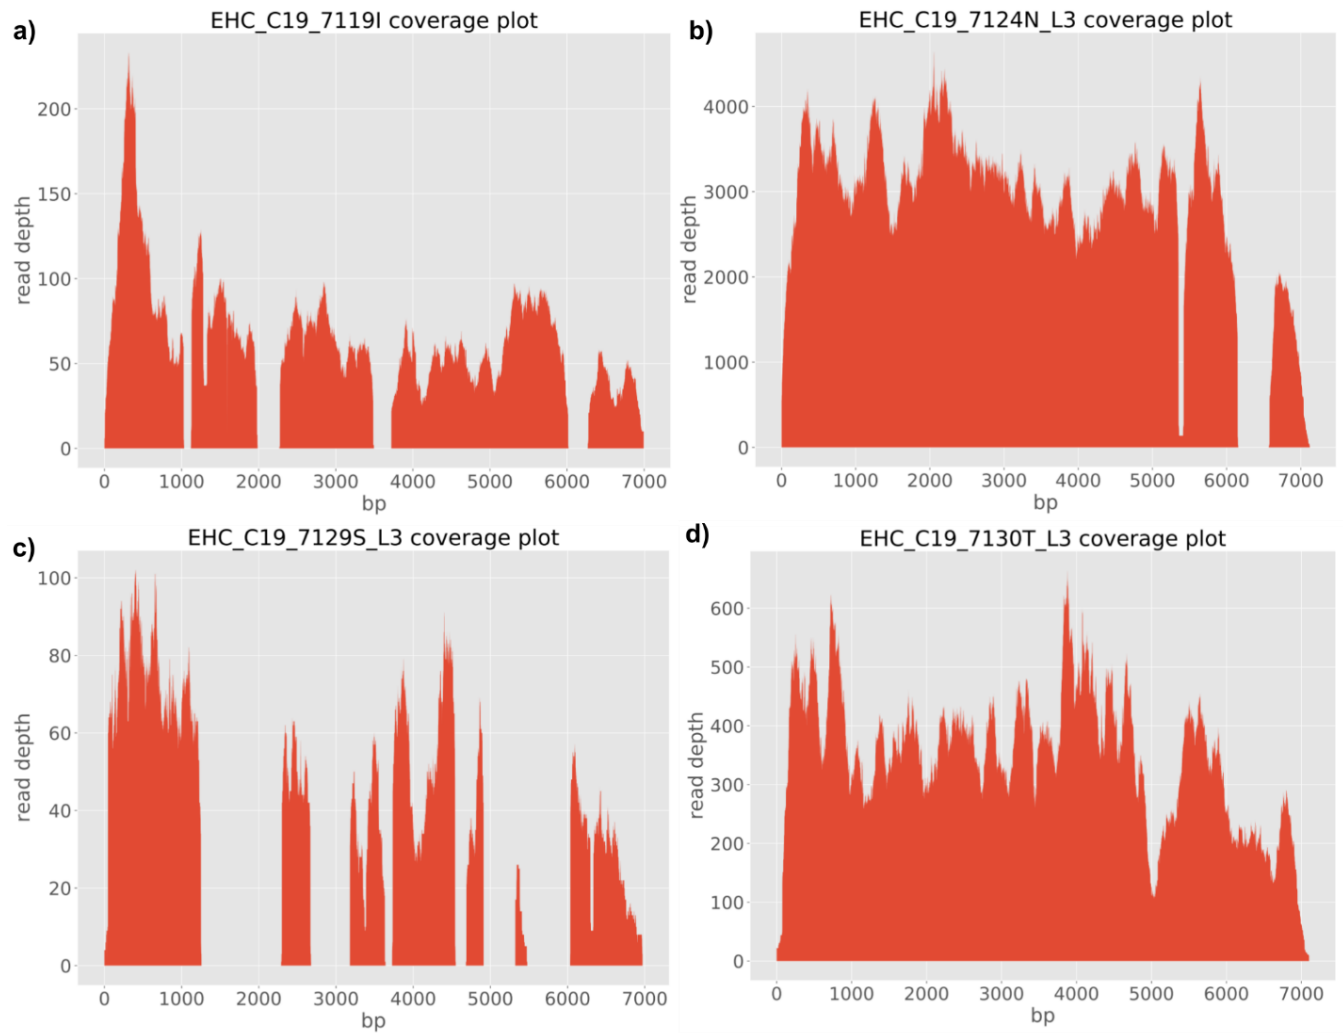 a)
EHC_C19_7119I coverage plot
read depth
200
150
100
50
0
0 1000 2000 3000 4000 5000 6000 7000
bp
b)
EHC_C19_7124N_L3 coverage plot
read depth
4000
3000
2000
1000
0
0 1000 2000 3000 4000 5000 6000 7000
bp
c)
EHC_C19_7129S_L3 coverage plot
read depth
100
80
60
40
20
0
0 1000 2000 3000 4000 5000 6000 7000
bp
d)
EHC_C19_7130T_L3 coverage plot
read depth
600
500
400
300
200
100
0
0 1000 2000 3000 4000 5000 6000 7000
bp